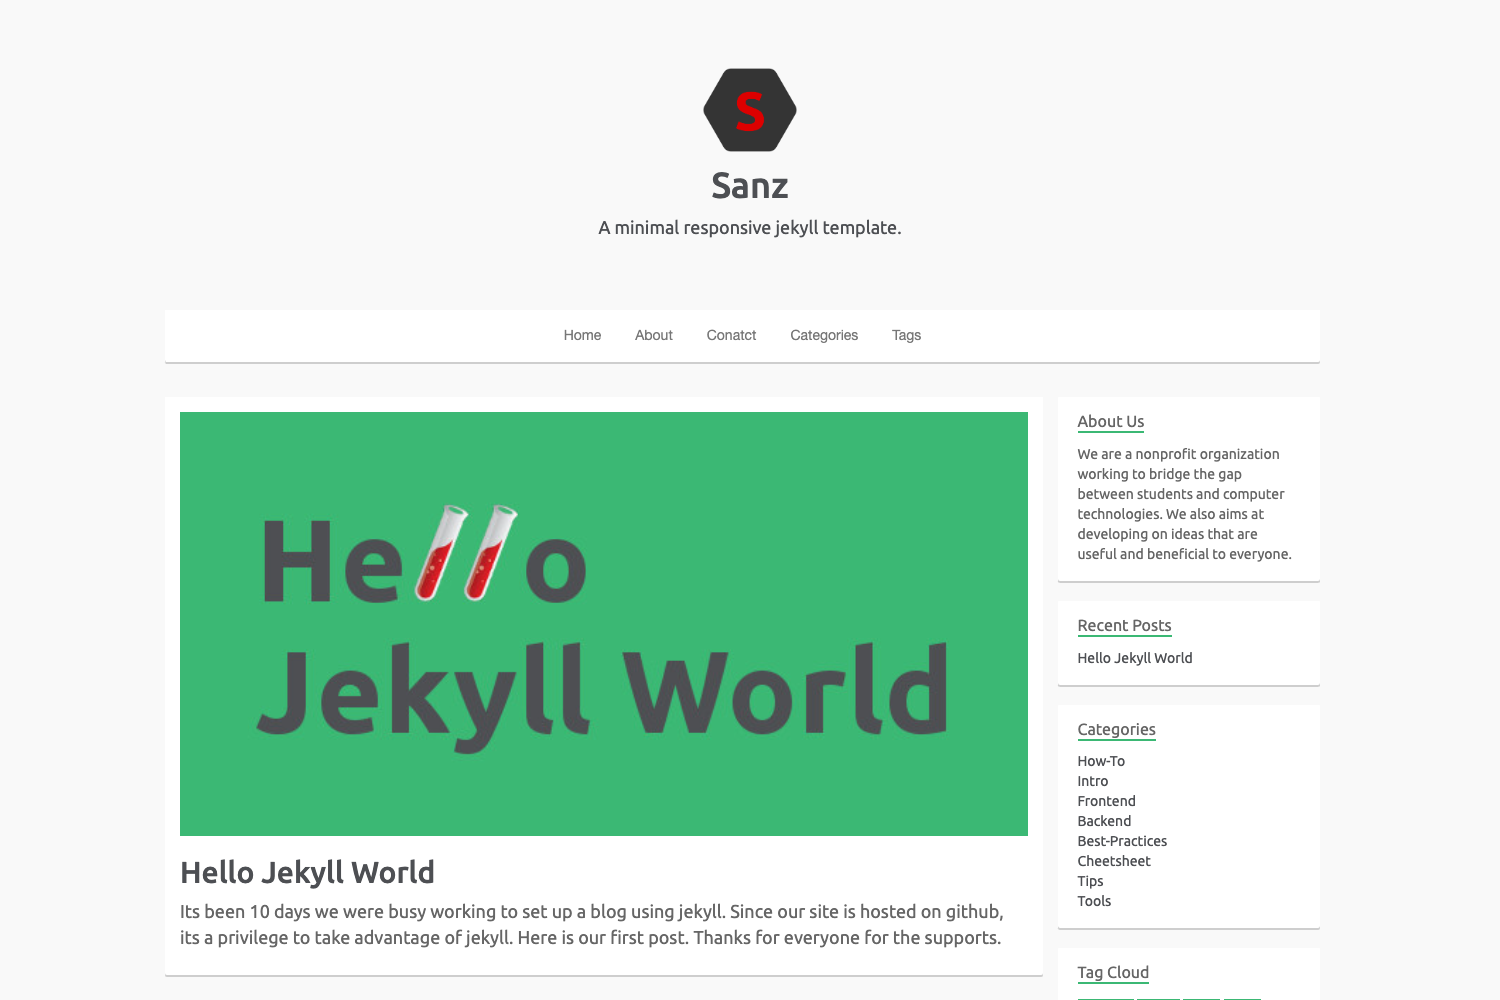 S
Sanz
A minimal responsive jekyll template.
Home About Conatct Categories Tags
Hello
Jekyll World
Hello Jekyll World
Its been 10 days we were busy working to set up a blog using jekyll. Since our site is hosted on github,
its a privilege to take advantage of jekyll. Here is our first post. Thanks for everyone for the supports.
About Us
We are a nonprofit organization
working to bridge the gap
between students and computer
technologies. We also aims at
developing on ideas that are
useful and beneficial to everyone.
Recent Posts
Hello Jekyll World
Categories
How-To
Intro
Frontend
Backend
Best-Practices
Cheetsheet
Tips
Tools
Tag Cloud